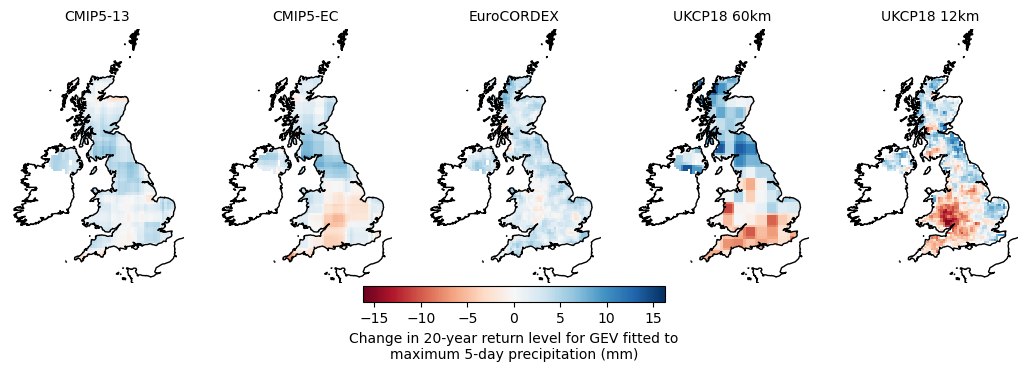 CMIP5-13 CMIP5-EC EuroCORDEX UKCP18 60km UKCP18 12km
−15 −10 −5 0 5 10 15
Change in 20-year return level for GEV fitted to
maximum 5-day precipitation (mm)